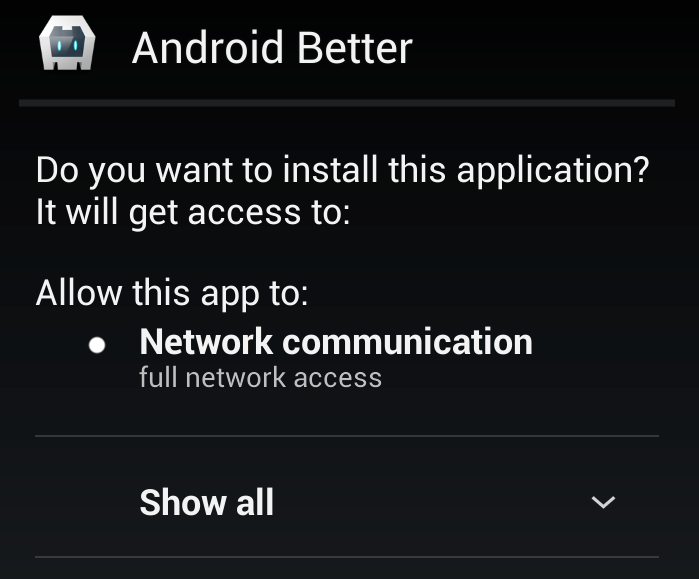 Android Better
Do you want to install this application?
It will get access to:
Allow this app to:
Network communication
full network access
Show all